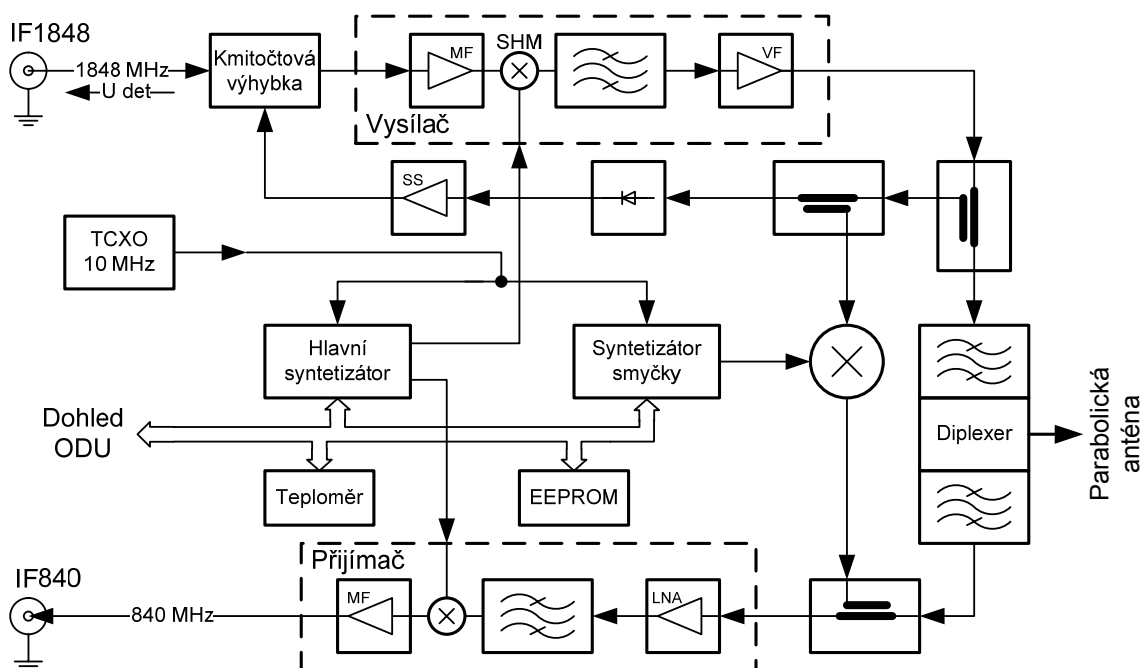 IF1848
1848 MHz
U det
Kmitočtová
výhybka
MF
SHM
VF
Vysílač
SS
TCXO
10 MHz
Hlavní
syntetizátor
Syntetizátor
smyčky
Dohled
ODU
Teploměr
EEPROM
Diplexer
Parabolická
anténa
Přijímač
IF840
840 MHz
MF
LNA